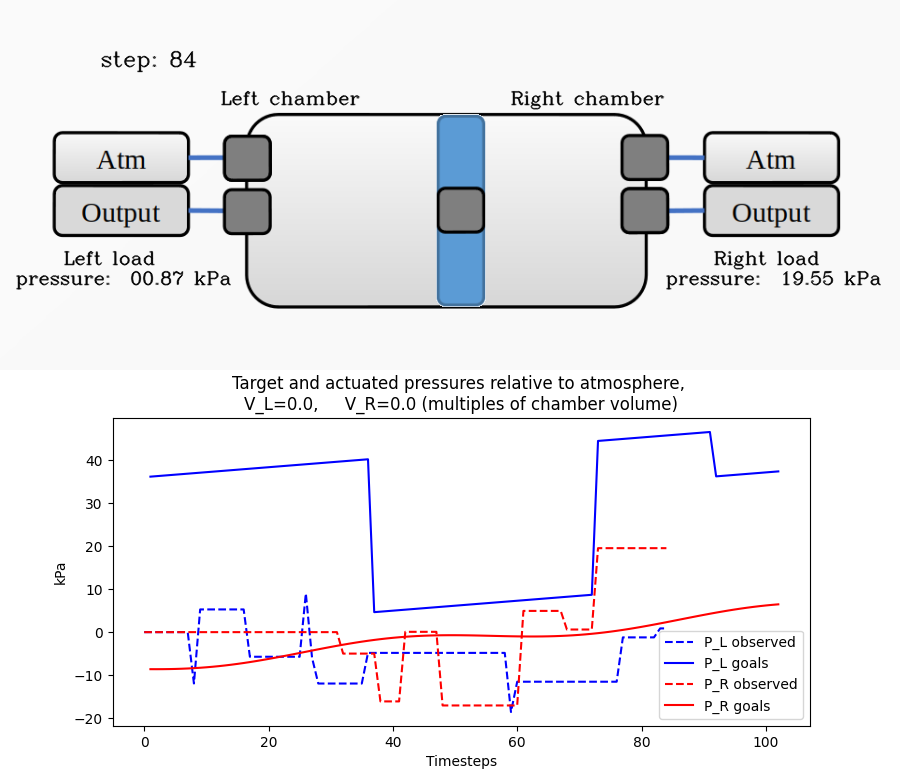 step: 84
Left chamber
Right chamber
Atm
Atm
Output
Output
Left load
pressure: 00.87 kPa
Right load
pressure: 19.55 kPa
Target and actuated pressures relative to atmosphere,
V_L=0.0, V_R=0.0 (multiples of chamber volume)
kPa
40
30
20
10
0
−10
−20
P_L observed
P_L goals
P_R observed
P_R goals
0 20 40 60 80 100
Timesteps